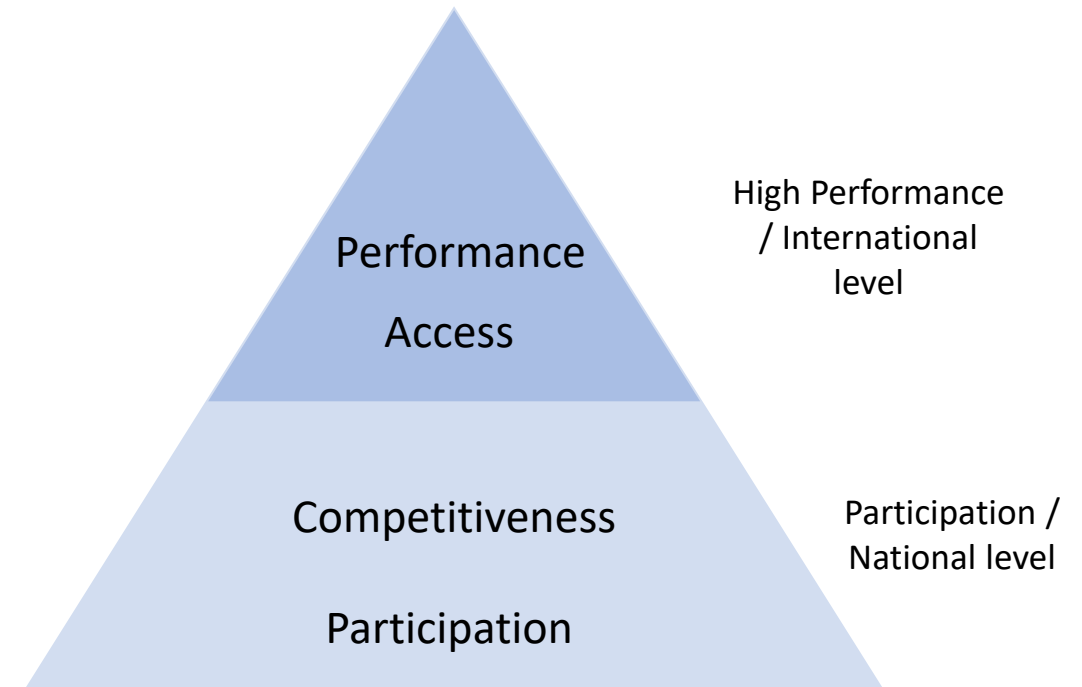 High Performance
/ International
level
Performance
Access
Competitiveness
Participation /
National level
Participation